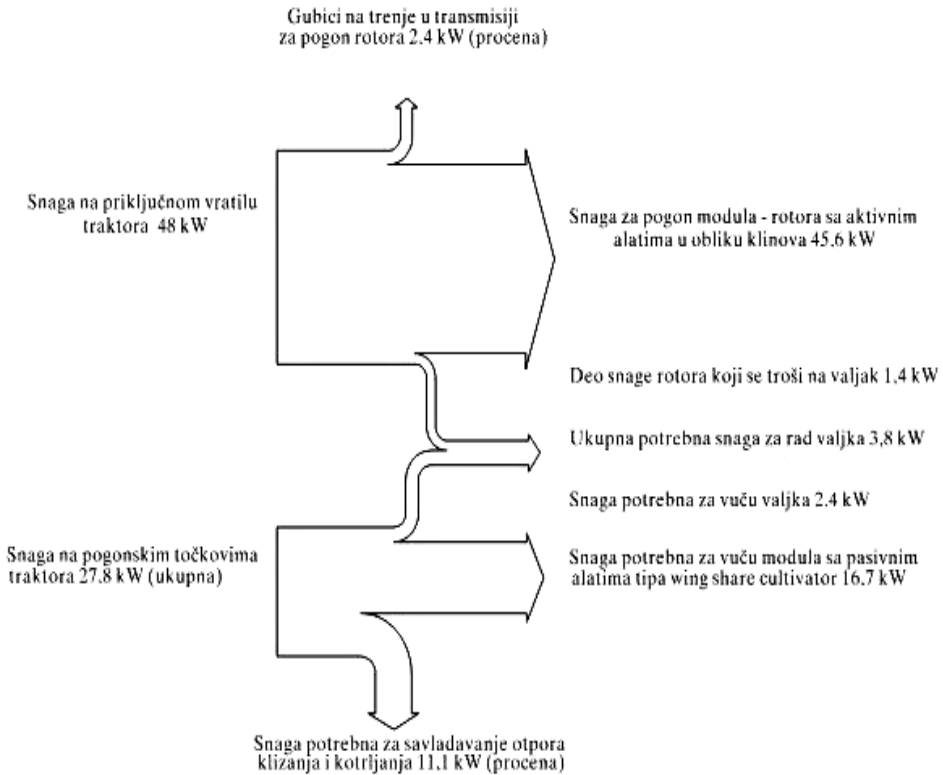 Gubici na trenje u transmisiji
za pogon rotora 2.4 kW (procena)
Snaga na priključnom vratilu
traktora 48 kW
Snaga za pogon modula - rotora sa aktivnim
alatima u obliku klinova 45.6 kW
Deo snage rotora koji se troši na valjak 1,4 kW
Ukupna potrebna snaga za rad valjka 3,8 kW
Snaga potrebna za vuču valjka 2.4 kW
Snaga na pogonskim točkovima
traktora 27.8 kW (ukupna)
Snaga potrebna za vuču modula sa pasivnim
alatima tipa wing share cultivator 16.7 kW
Snaga potrebna za savladavanje otpora
klizanja i kotrljanja 11,1 kW (procena)